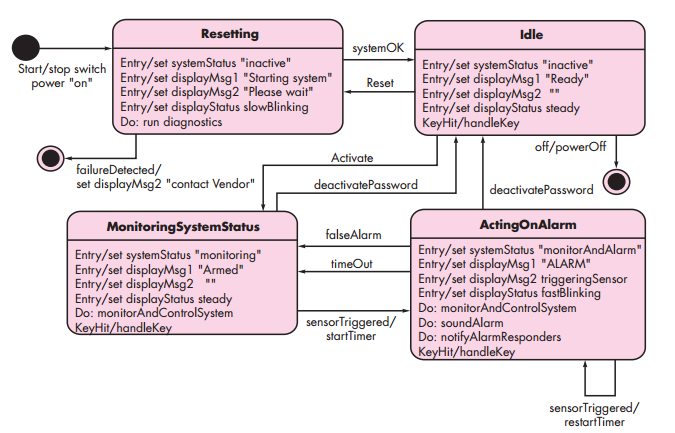 Resetting
Entry/set systemStatus "inactive"
Entry/set displayMsg1 "Starting system"
Entry/set displayMsg2 "Please wait"
Entry/set displayStatus slowBlinking
Do: run diagnostics
Start/stop switch
power "on"
systemOK
Reset
Idle
Entry/set systemStatus "inactive"
Entry/set displayMsg1 "Ready"
Entry/set displayMsg2 ""
Entry/set displayStatus steady
KeyHit/handleKey
failureDetected/
set displayMsg2 "contact Vendor"
Activate
deactivatePassword
off/powerOff
deactivatePassword
MonitoringSystemStatus
Entry/set systemStatus "monitoring"
Entry/set displayMsg1 "Armed"
Entry/set displayMsg2 ""
Entry/set displayStatus steady
Do: monitorAndControlSystem
KeyHit/handleKey
falseAlarm
timeOut
sensorTriggered/
startTimer
ActingOnAlarm
Entry/set systemStatus "monitorAndAlarm"
Entry/set displayMsg1 "ALARM"
Entry/set displayMsg2 triggeringSensor
Entry/set displayStatus fastBlinking
Do: monitorAndControlSystem
Do: soundAlarm
Do: notifyAlarmResponders
KeyHit/handleKey
sensorTriggered/
restartTimer